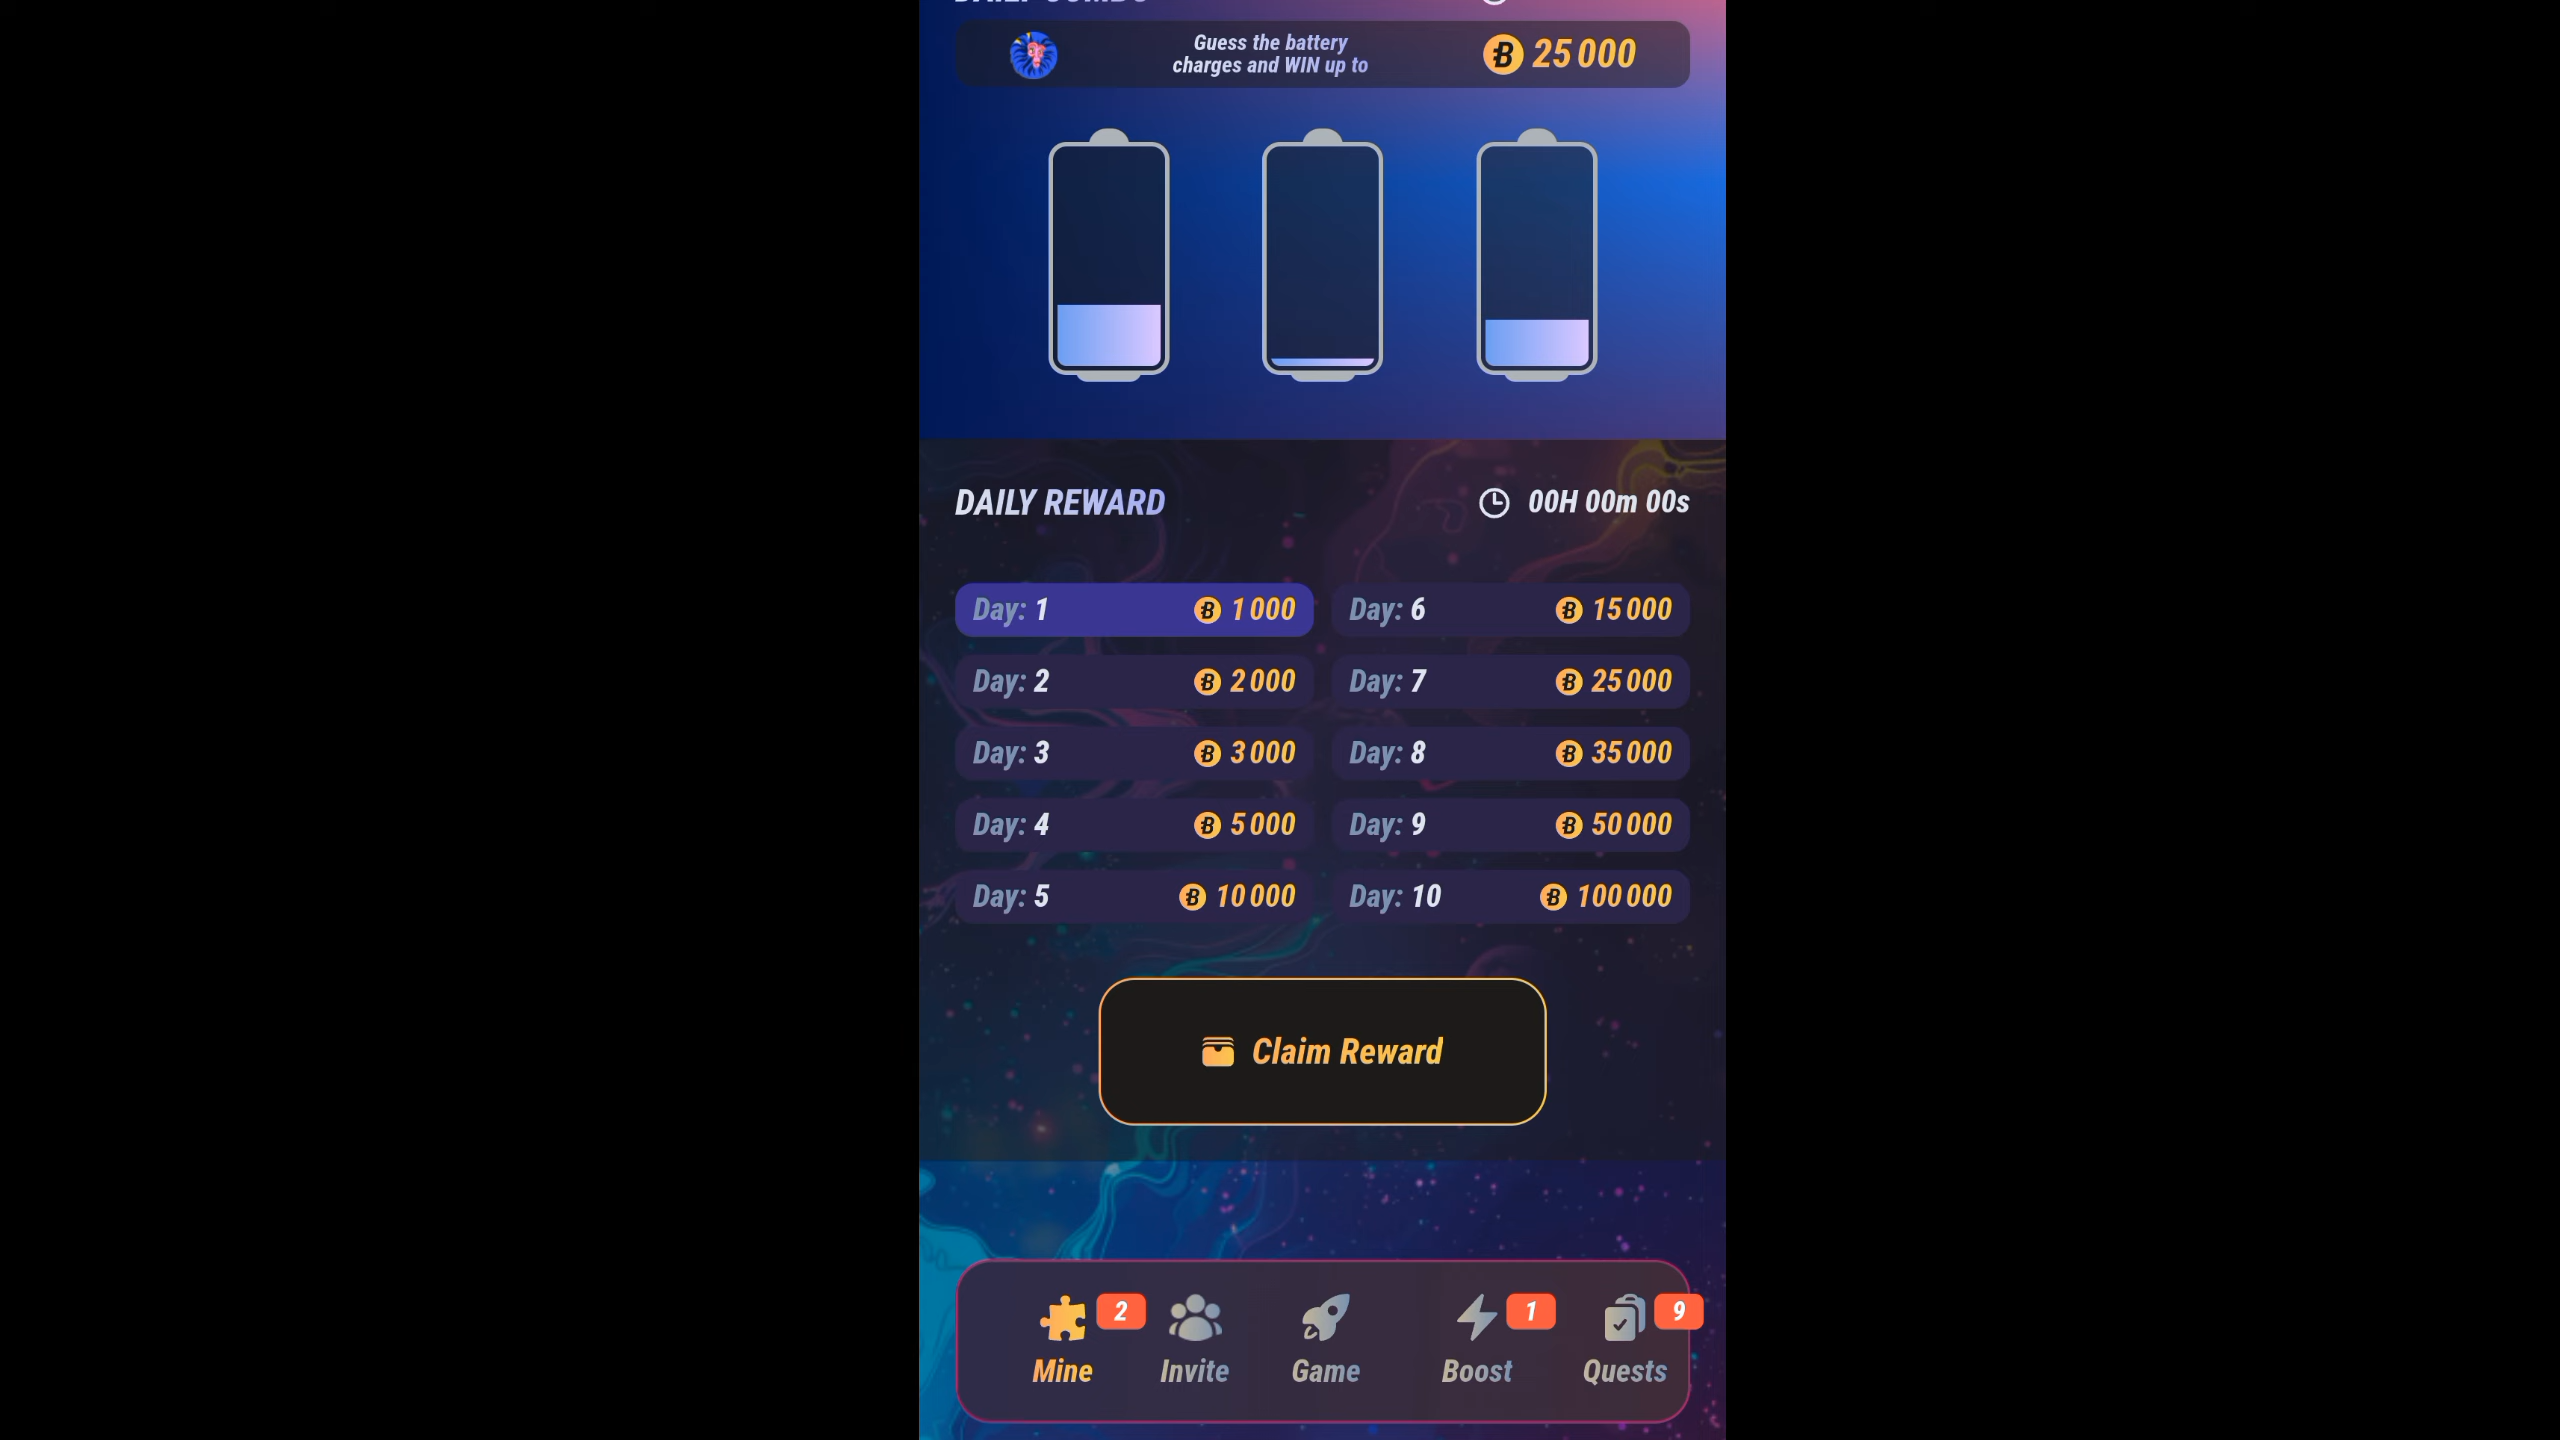 DAILY COMBO
Guess the battery
charges and WIN up to
25 000
DAILY REWARD
00H 00m 00s
Day: 1 1 000
Day: 6 15 000
Day: 2 2 000
Day: 7 25 000
Day: 3 3 000
Day: 8 35 000
Day: 4 5 000
Day: 9 50 000
Day: 5 10 000
Day: 10 100 000
Claim Reward
2
1
9
Mine
Invite
Game
Boost
Quests